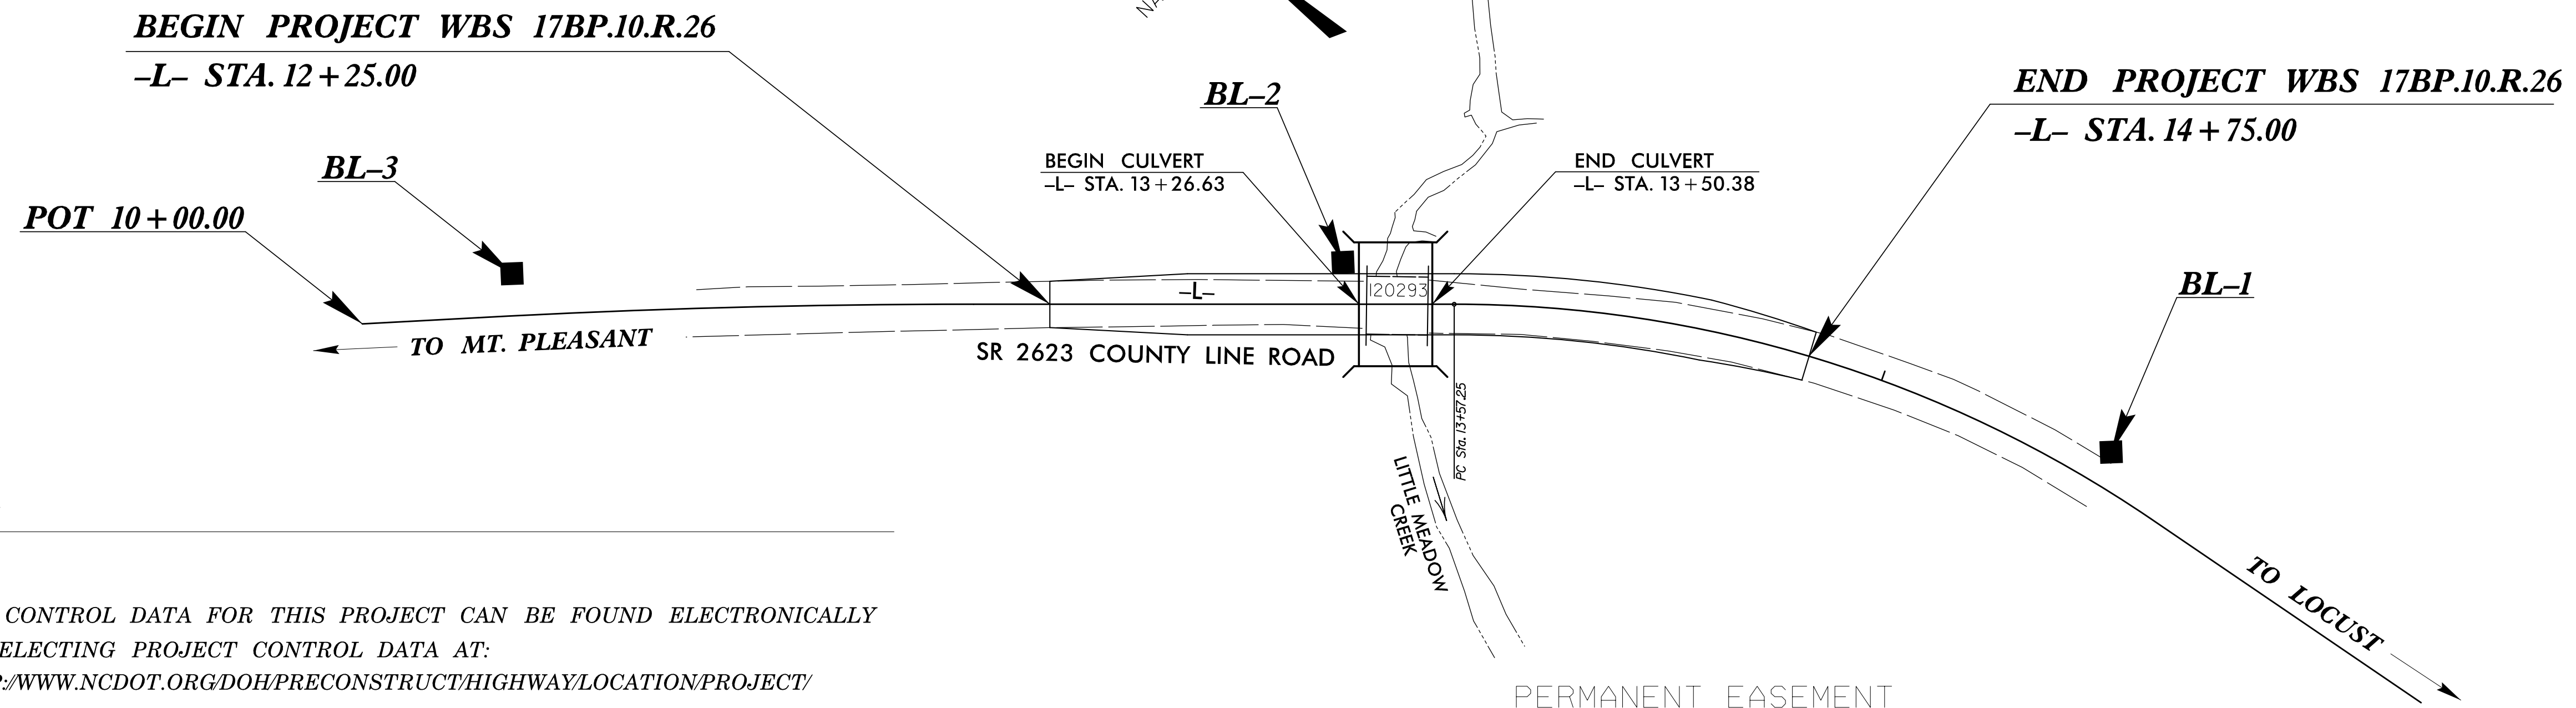 BEGIN PROJECT WBS 17BP.10.R.26
–L– STA. 12+25.00
BL–2
END PROJECT WBS 17BP.10.R.26
–L– STA. 14+75.00
BL–3
BEGIN CULVERT
–L– STA. 13+26.63
END CULVERT
–L– STA. 13+50.38
POT 10+00.00
–L–
120293
BL–1
TO MT. PLEASANT
SR 2623 COUNTY LINE ROAD
PC Sta. 13+57.25
LITTLE MEADOW
CREEK
TO LOCUST
CONTROL DATA FOR THIS PROJECT CAN BE FOUND ELECTRONICALLY
ELECTING PROJECT CONTROL DATA AT:
://WWW.NCDOT.ORG/DOH/PRECONSTRUCT/HIGHWAY/LOCATION/PROJECT/
PERMANENT EASEMENT